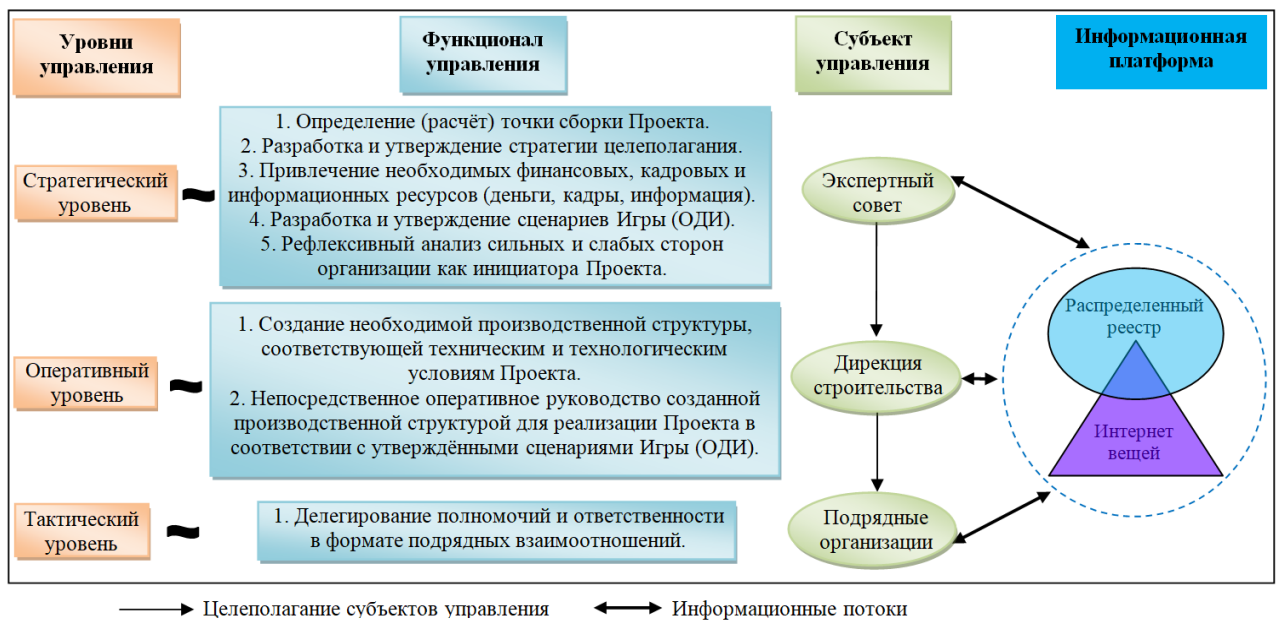 Уровни
управления
Функционал
управления
Субъект
управления
Информационная
платформа
Стратегический
уровень
~
1. Определение (расчёт) точки сборки Проекта.
2. Разработка и утверждение стратегии целеполагания.
3. Привлечение необходимых финансовых, кадровых и
информационных ресурсов (деньги, кадры, информация).
4. Разработка и утверждение сценариев Игры (ОДИ).
5. Рефлексивный анализ сильных и слабых сторон
организации как инициатора Проекта.
Экспертный
совет
Распределенный
реестр
Интернет
вещей
Оперативный
уровень
~
1. Создание необходимой производственной структуры,
соответствующей техническим и технологическим
условиям Проекта.
2. Непосредственное оперативное руководство созданной
производственной структурой для реализации Проекта в
соответствии с утверждёнными сценариями Игры (ОДИ).
Дирекция
строительства
Тактический
уровень
~
1. Делегирование полномочий и ответственности
в формате подрядных взаимоотношений.
Подрядные
организации
Целеполагание субъектов управления
Информационные потоки